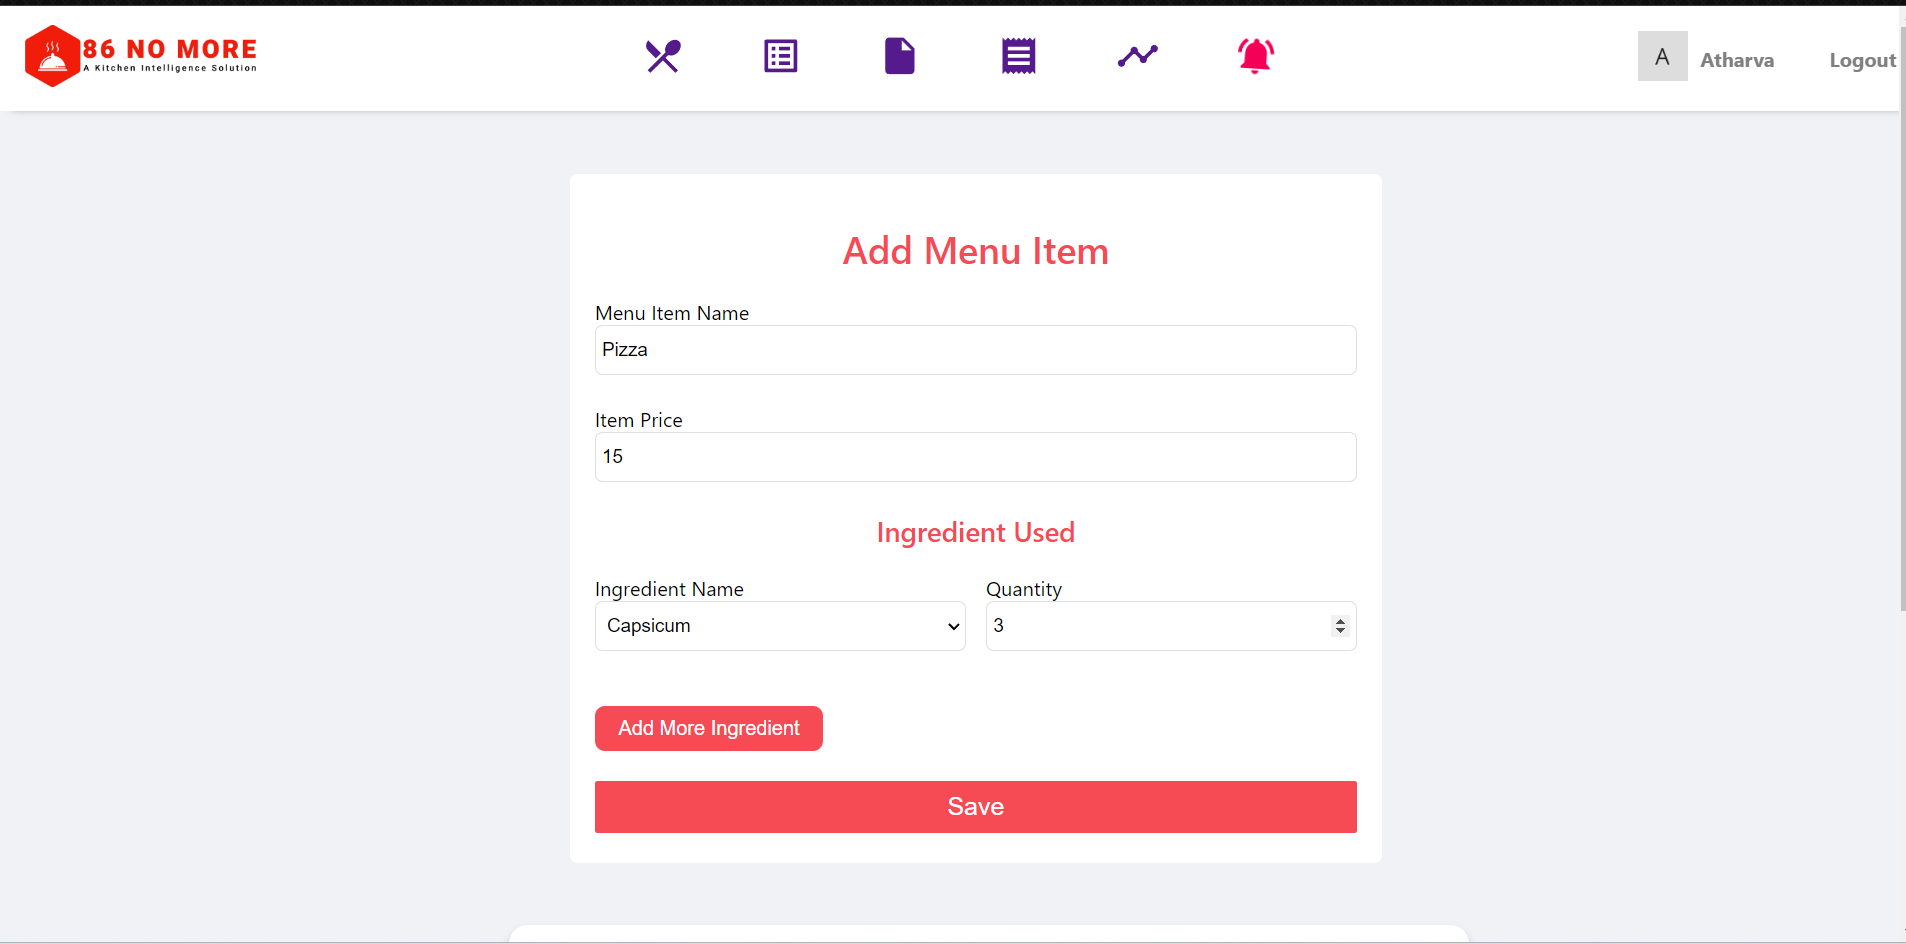 86 NO MORE
A Kitchen Intelligence Solution
A Atharva Logout
Add Menu Item
Menu Item Name
Pizza
Item Price
15
Ingredient Used
Ingredient Name Quantity
Capsicum 3
Add More Ingredient
Save